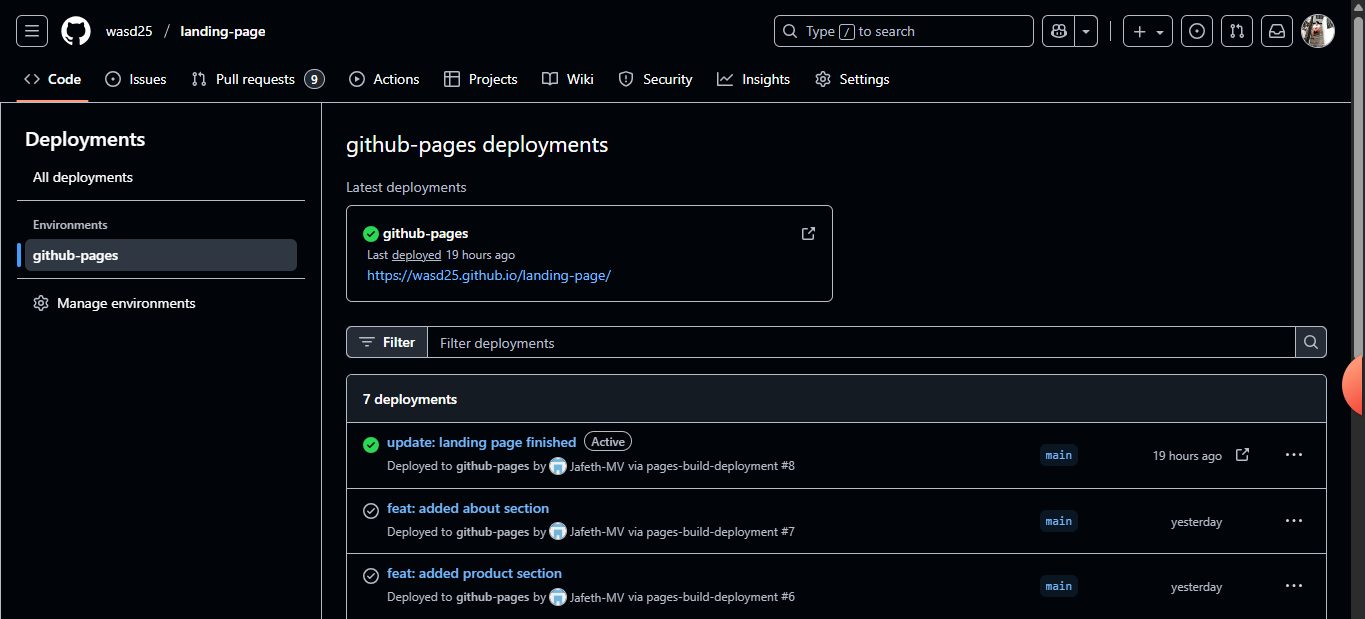 wasd25 / landing-page
Type / to search
Code
Issues
Pull requests 9
Actions
Projects
Wiki
Security
Insights
Settings
Deployments
All deployments
Environments
github-pages
Manage environments
github-pages deployments
Latest deployments
github-pages
Last deployed 19 hours ago
https://wasd25.github.io/landing-page/
Filter
Filter deployments
7 deployments
update: landing page finished Active
Deployed to github-pages by Jafeth-MV via pages-build-deployment #8
main
19 hours ago
feat: added about section
Deployed to github-pages by Jafeth-MV via pages-build-deployment #7
main
yesterday
feat: added product section
Deployed to github-pages by Jafeth-MV via pages-build-deployment #6
main
yesterday